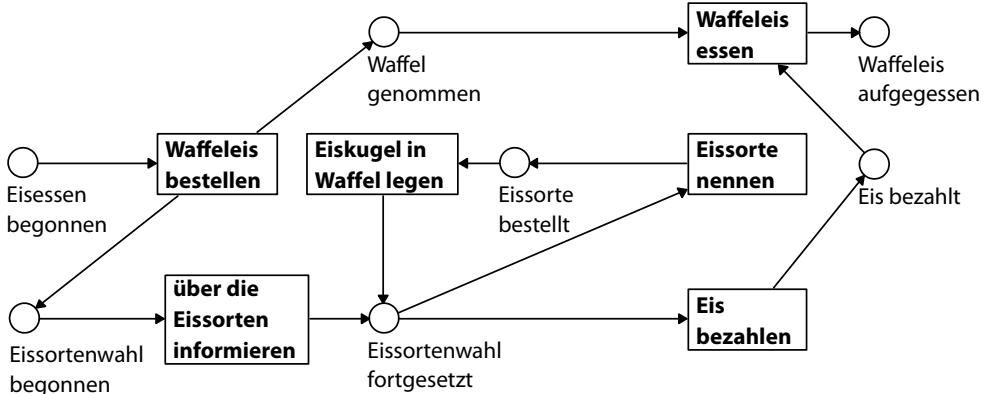 Waffeleis
essen
Waffel
genommen
Waffeleis
aufgegessen
Waffeleis
bestellen
Eiskugel in
Waffel legen
Eissorte
nennen
Eisessen
begonnen
Eissorte
bestellt
Eis bezahlt
über die
Eissorten
informieren
Eis
bezahlen
Eissortenwahl
begonnen
Eissortenwahl
fortgesetzt